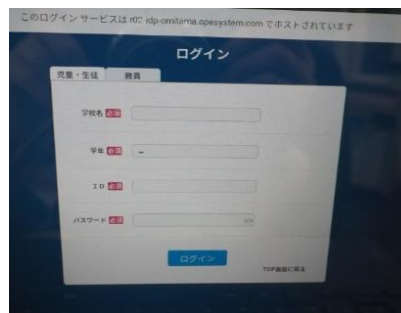 このログイン サービスは r02-idp-omitama.opesystem.com でホストされています
ログイン
児童・生徒 教員
学校名 必須
学年 必須 --
ID 必須
パスワード 必須
ログイン
TOP画面に戻る